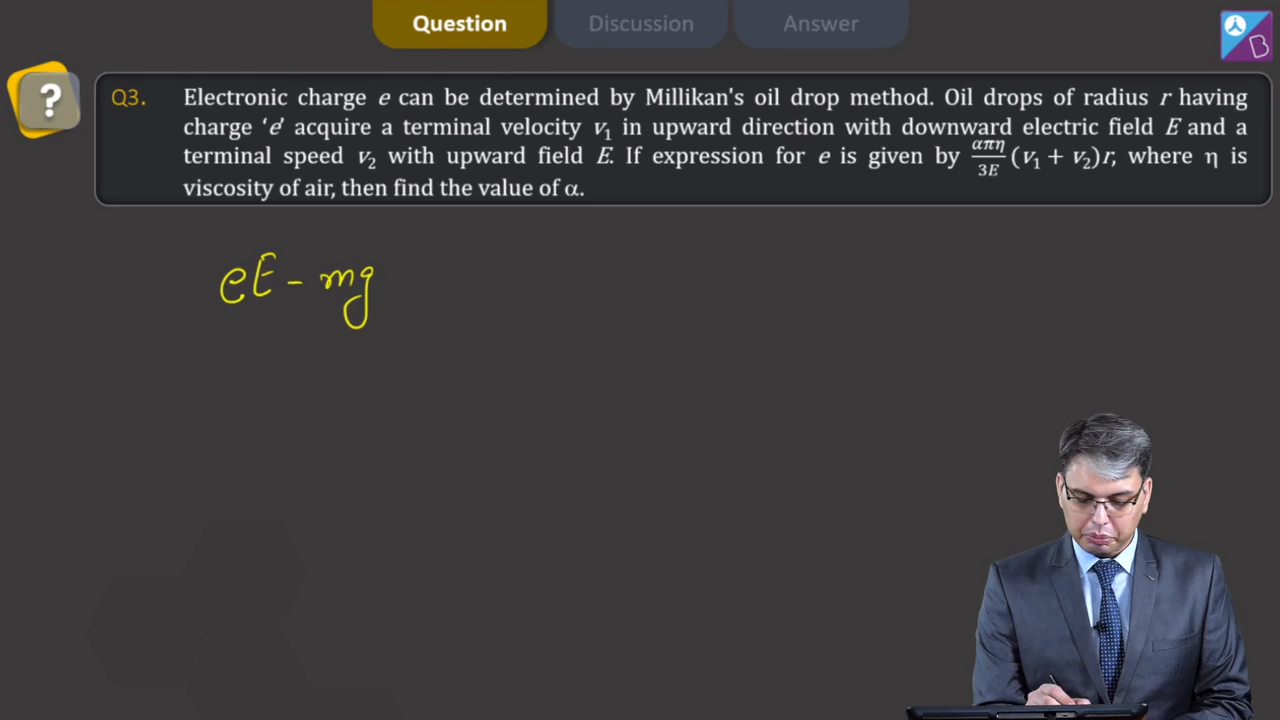 Question
Discussion
Answer
?
Q3. Electronic charge e can be determined by Millikan's oil drop method. Oil drops of radius r having
charge ‘e’ acquire a terminal velocity v₁ in upward direction with downward electric field E and a
terminal speed v₂ with upward field E. If expression for e is given by απη/3E (v₁ + v₂)r, where η is
viscosity of air, then find the value of α.
eE - mg
B